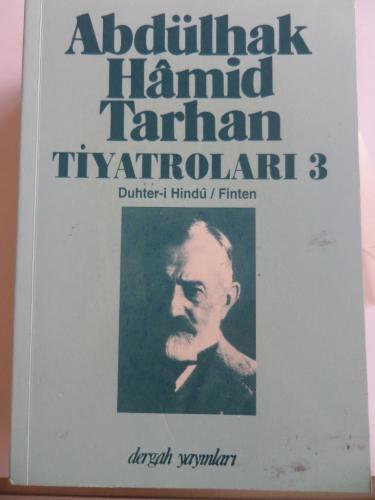 Abdülhak
Hâmid
Tarhan
TİYATROLARI 3
Duhter-i Hindû / Finten
dergah yayınları